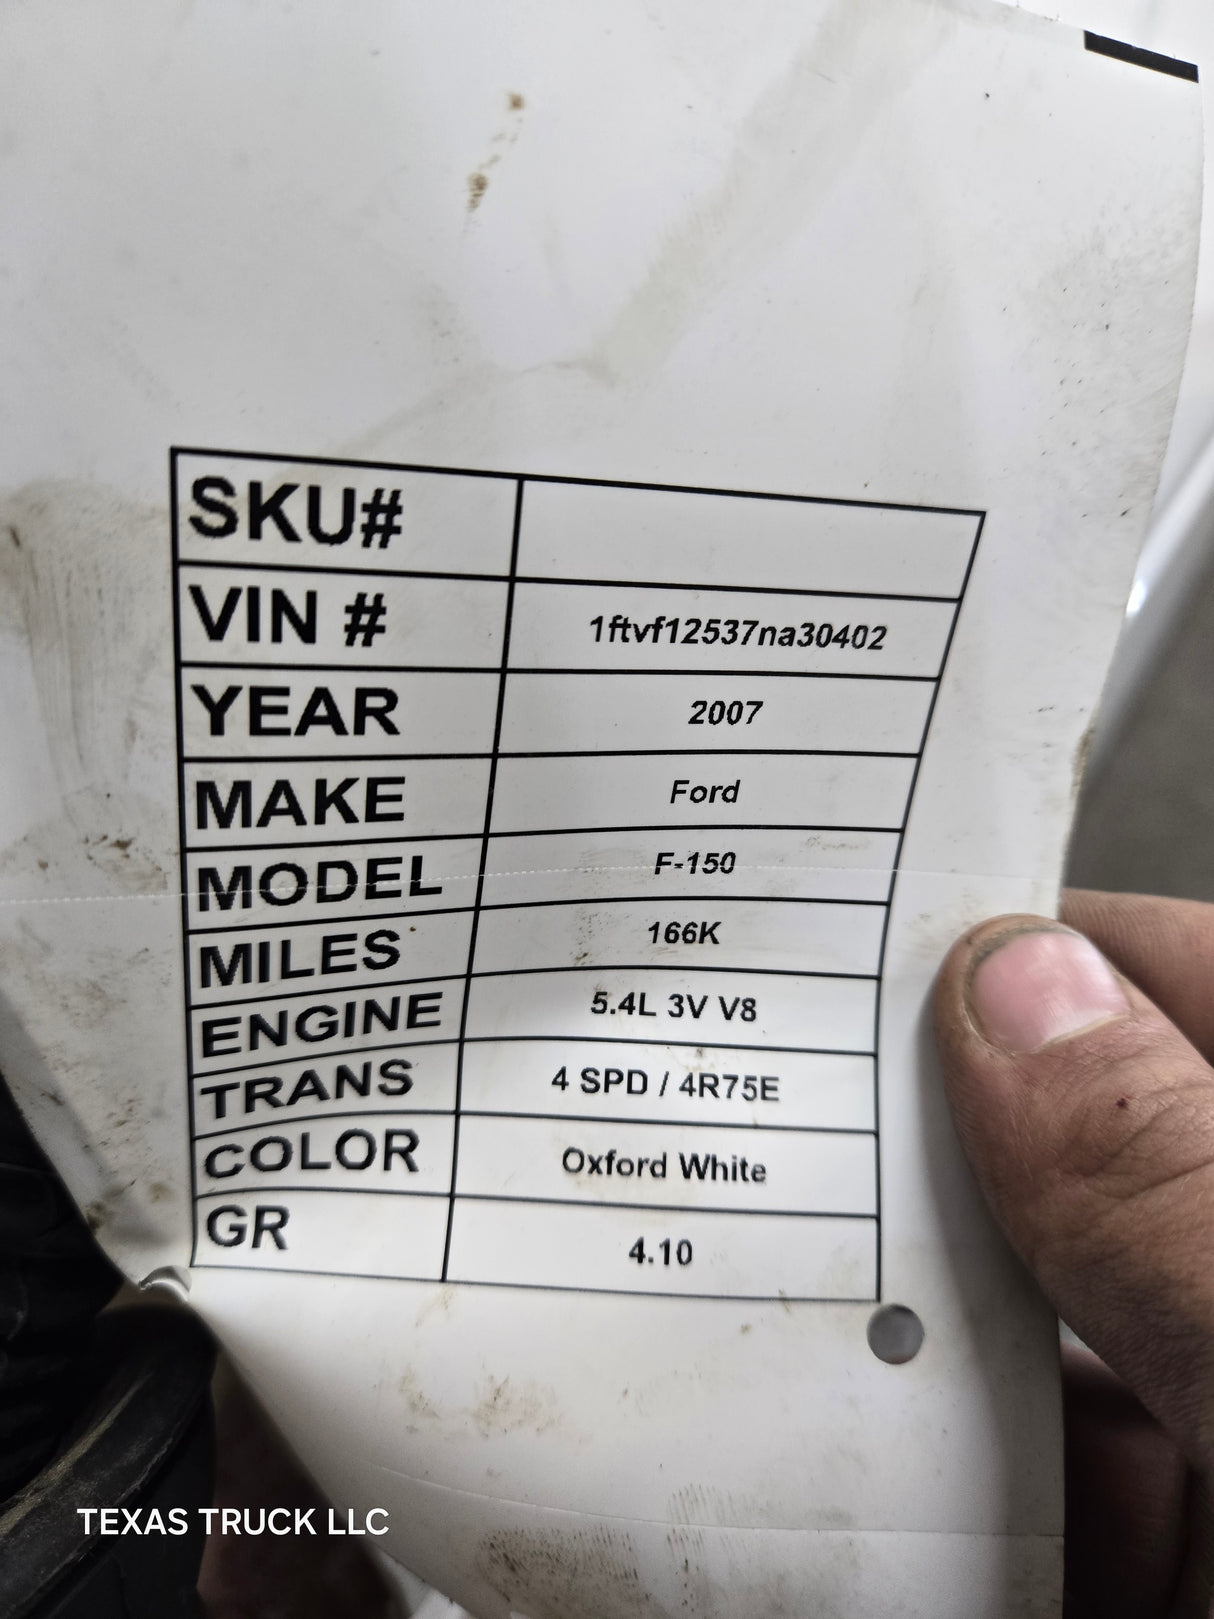 SKU#
VIN # 1ftvf12537na30402
YEAR 2007
MAKE Ford
MODEL F-150
MILES 166K
ENGINE 5.4L 3V V8
TRANS 4 SPD / 4R75E
COLOR Oxford White
GR 4.10
TEXAS TRUCK LLC